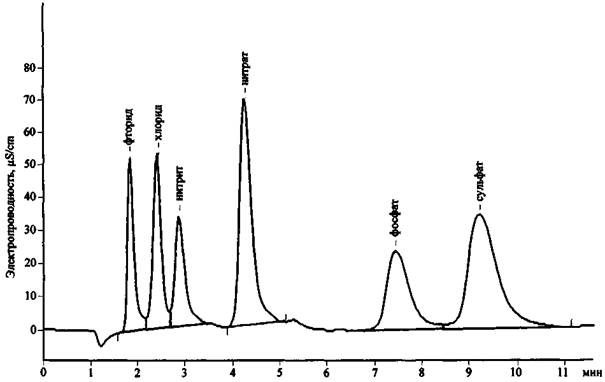 Электропроводность, µS/cm
80
70
60
50
40
30
20
10
0
фторид
хлорид
нитрит
нитрат
фосфат
сульфат
0 1 2 3 4 5 6 7 8 9 10 11 мин